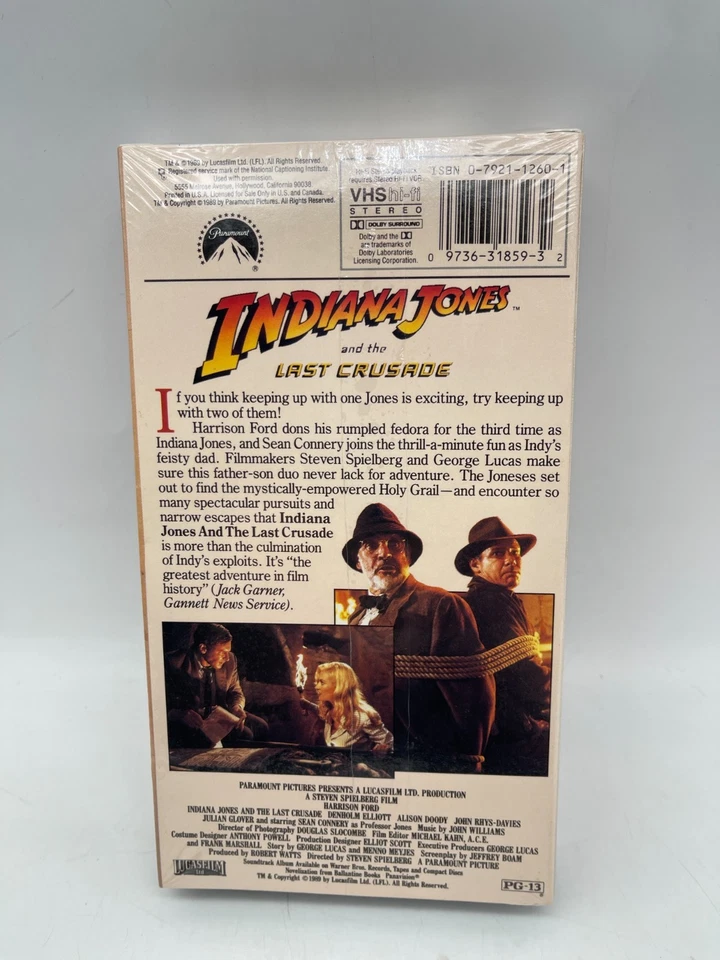 TM & © 1989 by Lucasfilm Ltd. (LFL). All Rights Reserved.
Registered service mark of the National Captioning Institute.
Used with permission.
5555 Melrose Avenue, Hollywood, California 90038
Printed in U.S.A. Licensed for Sale Only in U.S. and Canada.
TM & Copyright © 1989 by Paramount Pictures. All Rights Reserved.
Paramount
®
requires Stereo Hi-Fi VCR
VHS hi-fi
STEREO
DOLBY SURROUND
Dolby and the
are trademarks of
Dolby Laboratories
Licensing Corporation.
ISBN 0-7921-1260-1
0 9736-31859-3 2
INDIANA JONES ™
and the
LAST CRUSADE
If you think keeping up with one Jones is exciting, try keeping up
with two of them!
Harrison Ford dons his rumpled fedora for the third time as
Indiana Jones, and Sean Connery joins the thrill-a-minute fun as Indy's
feisty dad. Filmmakers Steven Spielberg and George Lucas make
sure this father-son duo never lack for adventure. The Joneses set
out to find the mystically-empowered Holy Grail—and encounter so
many spectacular pursuits and
narrow escapes that Indiana
Jones And The Last Crusade
is more than the culmination
of Indy's exploits. It's "the
greatest adventure in film
history" (Jack Garner,
Gannett News Service).
PARAMOUNT PICTURES PRESENTS A LUCASFILM LTD. PRODUCTION
A STEVEN SPIELBERG FILM
HARRISON FORD
INDIANA JONES AND THE LAST CRUSADE DENHOLM ELLIOTT ALISON DOODY JOHN RHYS-DAVIES
JULIAN GLOVER and starring SEAN CONNERY as Professor Jones Music by JOHN WILLIAMS
Director of Photography DOUGLAS SLOCOMBE Film Editor MICHAEL KAHN, A.C.E.
Costume Designer ANTHONY POWELL Production Designer ELLIOT SCOTT Executive Producers GEORGE LUCAS
and FRANK MARSHALL Story by GEORGE LUCAS and MENNO MEYJES Screenplay by JEFFREY BOAM
Produced by ROBERT WATTS Directed by STEVEN SPIELBERG A PARAMOUNT PICTURE
Soundtrack Album Available on Warner Bros. Records, Tapes and Compact Discs
Novelization from Ballantine Books Panavision®
TM & Copyright © 1989 by Lucasfilm Ltd. (LFL). All Rights Reserved.
LUCASFILM
LTD
PG-13